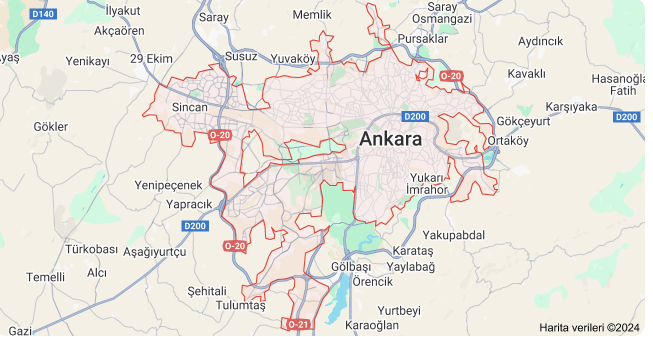 D140
İlyakut
Saray
Memlik
Saray
Osmangazi
Akçaören
Pursaklar
Aydıncık
Yenikayı
29 Ekim
Susuz
Yuvaköy
O-20
Kavaklı
Hasanoğla
Fatih
Sincan
Karşıyaka
D200
D200
Gökçeyurt
Gökler
O-20
Ankara
Ortaköy
Yenipeçenek
Yukarı
İmrahor
Yapracık
D200
Yakupabdal
O-20
Türkobası
Aşağıyurtçu
Karataş
Temelli
Alcı
Gölbaşı
Yaylabağ
Örencik
Şehitali
Tulumtaş
Yurtbeyi
Gazi
O-21
Karaoğlan
Harita verileri ©2024